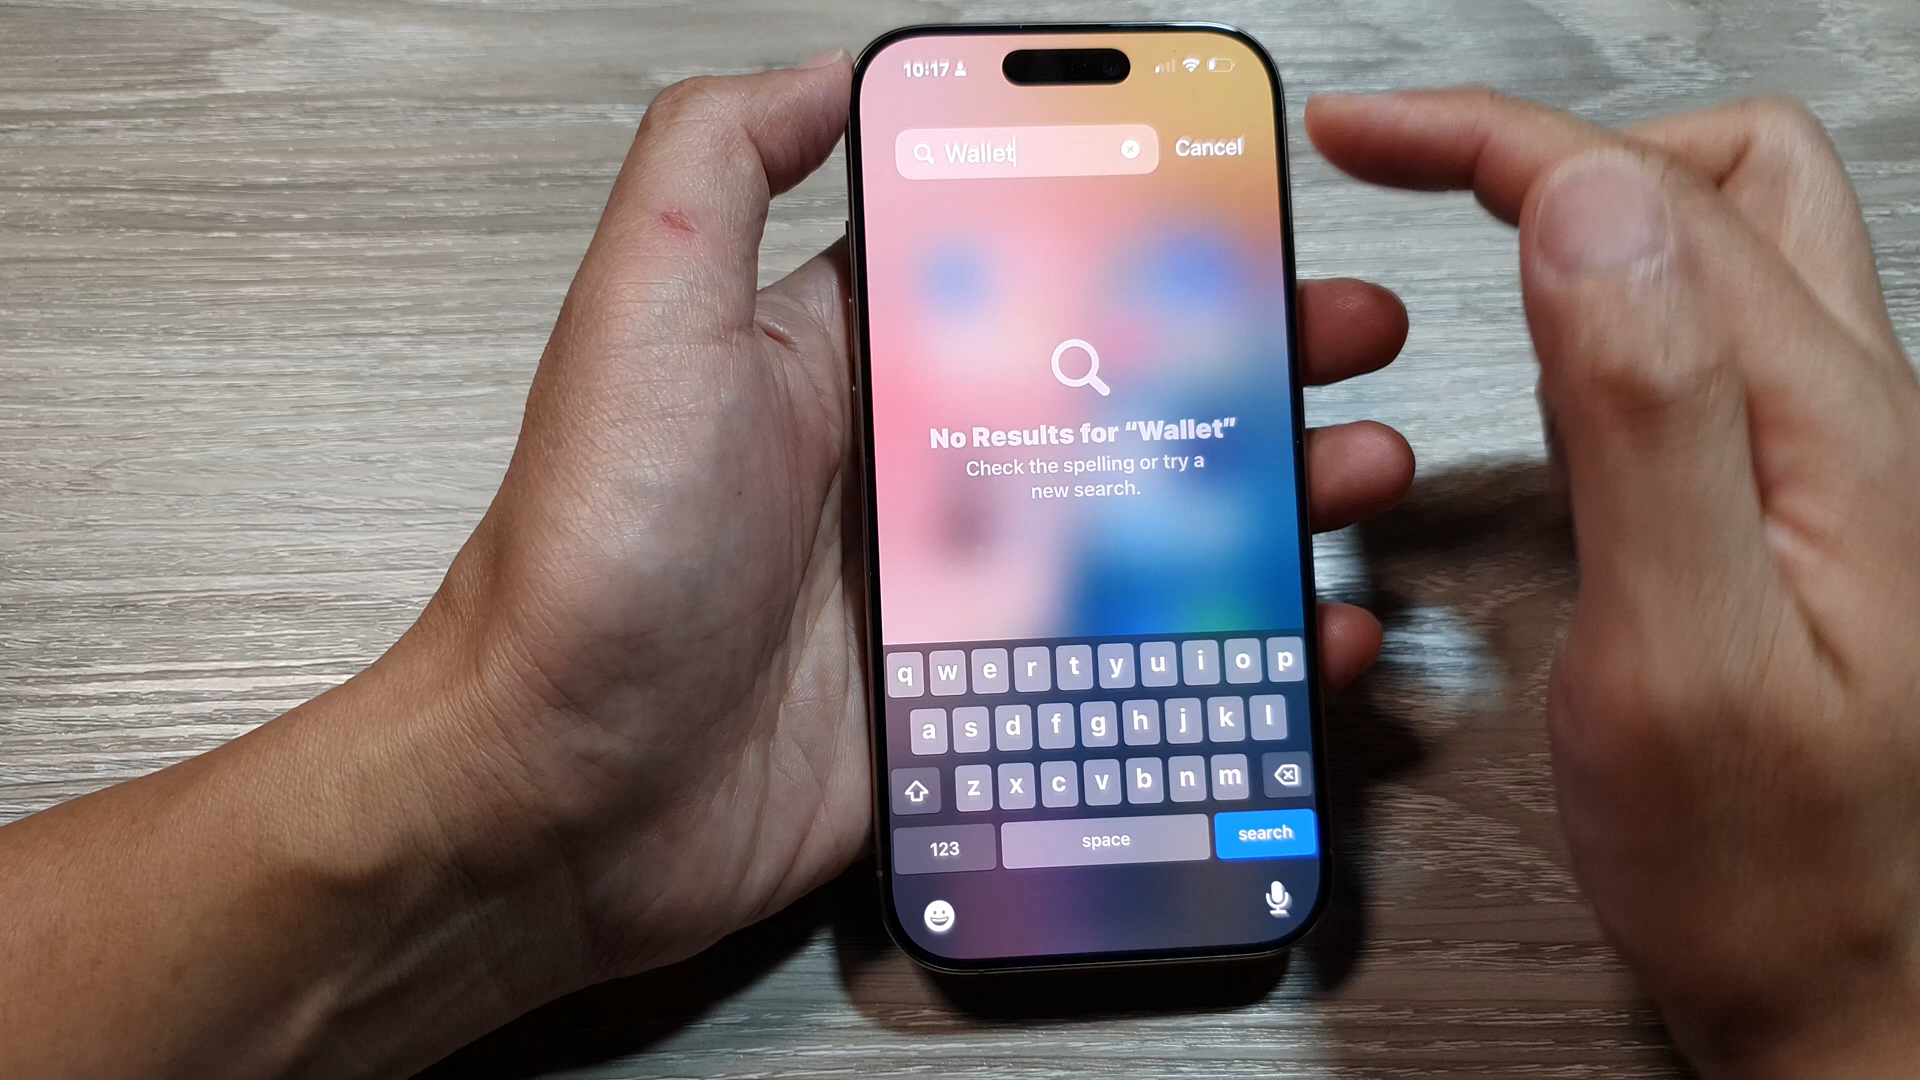 10:17
Wallet
Cancel
No Results for “Wallet”
Check the spelling or try a
new search.
q w e r t y u i o p
a s d f g h j k l
z x c v b n m
123 space search